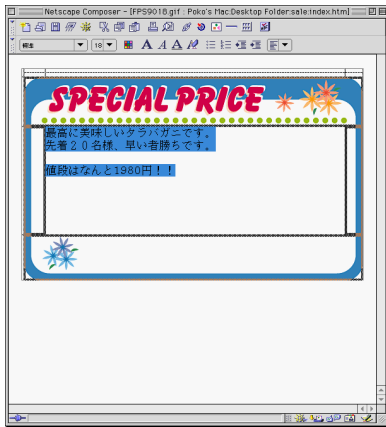 Netscape Composer - [FPS9018.gif : Poko's Mac:Desktop Folder:sale:index.htm]
標準
18
SPECIAL PRICE
最高に美味しいタラバガニです。
先着２０名様、早い者勝ちです。
値段はなんと1980円！！